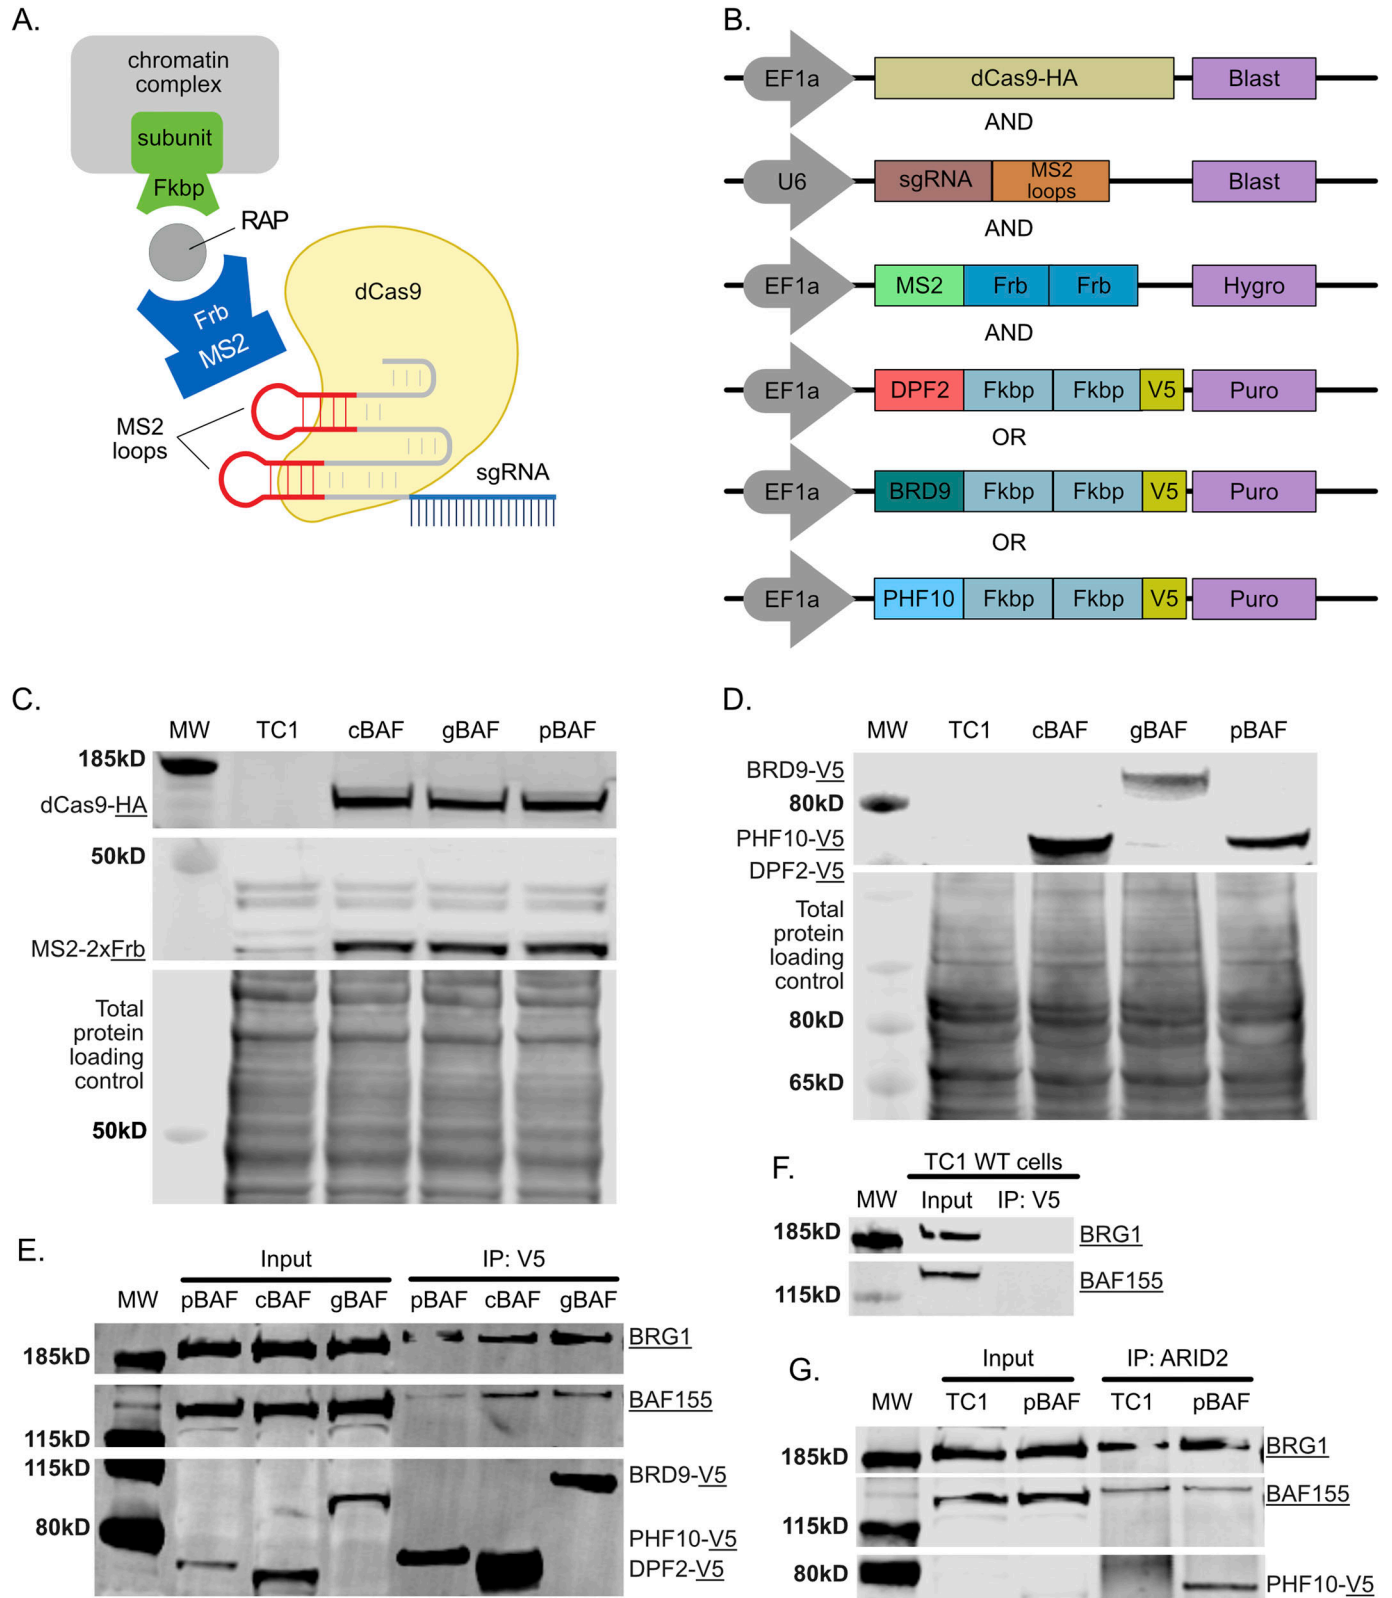 A.
chromatin
complex
subunit
Fkbp
RAP
Frb
MS2
dCas9
MS2
loops
sgRNA
B.
EF1a dCas9-HA Blast
AND
U6 sgRNA MS2 loops Blast
AND
EF1a MS2 Frb Frb Hygro
AND
EF1a DPF2 Fkbp Fkbp V5 Puro
OR
EF1a BRD9 Fkbp Fkbp V5 Puro
OR
EF1a PHF10 Fkbp Fkbp V5 Puro
C.
MW TC1 cBAF gBAF pBAF
185kD
dCas9-HA
50kD
MS2-2xFrb
Total
protein
loading
control
50kD
D.
MW TC1 cBAF gBAF pBAF
BRD9-V5
80kD
PHF10-V5
DPF2-V5
Total
protein
loading
control
80kD
65kD
E.
Input IP: V5
MW pBAF cBAF gBAF pBAF cBAF gBAF
185kD BRG1
BAF155
115kD
115kD BRD9-V5
80kD
PHF10-V5
DPF2-V5
F.
TC1 WT cells
MW Input IP: V5
185kD BRG1
BAF155
115kD
G.
Input IP: ARID2
MW TC1 pBAF TC1 pBAF
185kD BRG1
BAF155
115kD
80kD PHF10-V5